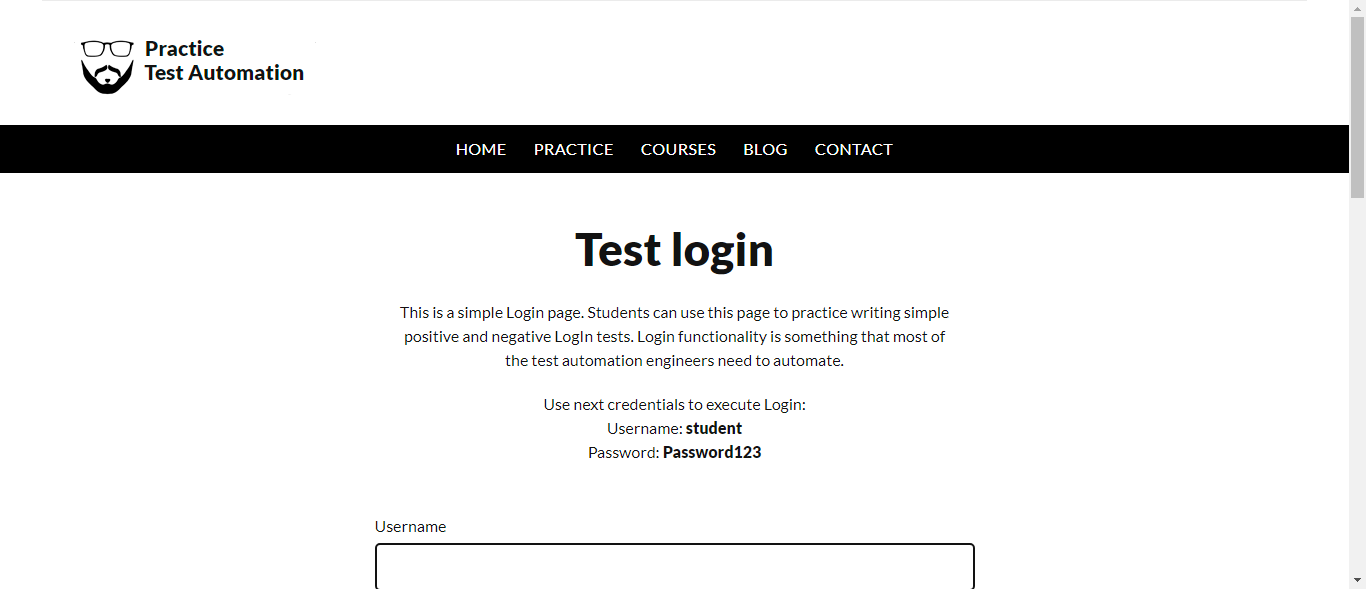 Practice
Test Automation
HOME PRACTICE COURSES BLOG CONTACT
Test login
This is a simple Login page. Students can use this page to practice writing simple
positive and negative LogIn tests. Login functionality is something that most of
the test automation engineers need to automate.
Use next credentials to execute Login:
Username: student
Password: Password123
Username